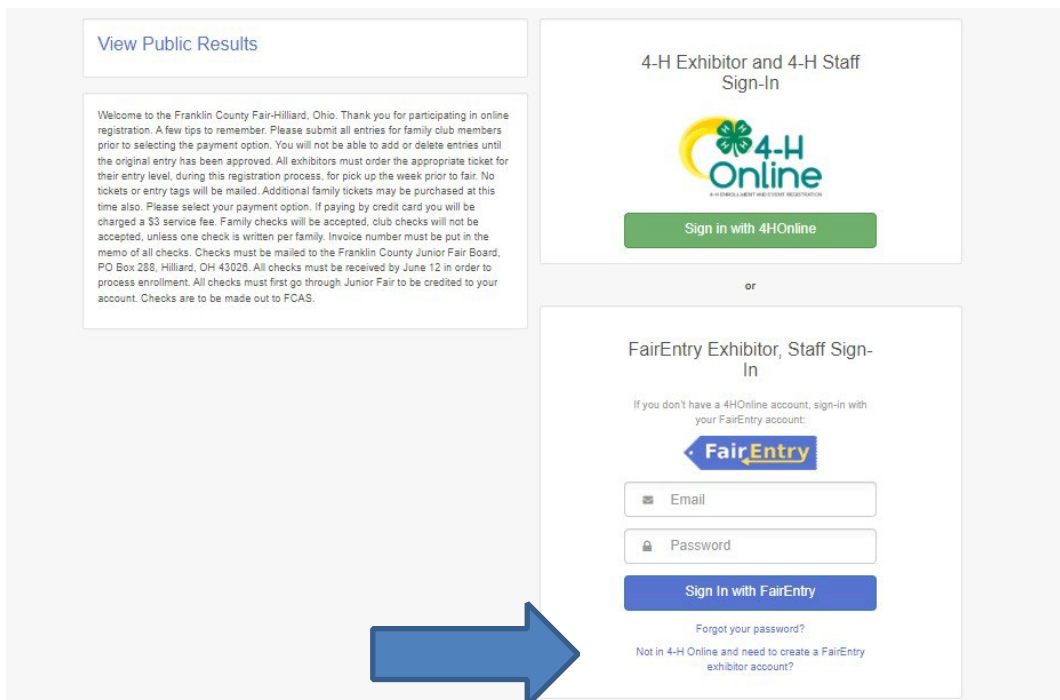 View Public Results
Welcome to the Franklin County Fair-Hilliard, Ohio. Thank you for participating in online
registration. A few tips to remember. Please submit all entries for family club members
prior to selecting the payment option. You will not be able to add or delete entries until
the original entry has been approved. All exhibitors must order the appropriate ticket for
their entry level, during this registration process, for pick up the week prior to fair. No
tickets or entry tags will be mailed. Additional family tickets may be purchased at this
time also. Please select your payment option. If paying by credit card you will be
charged a $3 service fee. Family checks will be accepted, club checks will not be
accepted, unless one check is written per family. Invoice number must be put in the
memo of all checks. Checks must be mailed to the Franklin County Junior Fair Board,
PO Box 288, Hilliard, OH 43026. All checks must be received by June 12 in order to
process enrollment. All checks must first go through Junior Fair to be credited to your
account. Checks are to be made out to FCAS.
4-H Exhibitor and 4-H Staff
Sign-In
H H H H
4-H
Online
4-H ENROLLMENT AND EVENT REGISTRATION
Sign in with 4HOnline
or
FairEntry Exhibitor, Staff Sign-
In
If you don't have a 4HOnline account, sign-in with
your FairEntry account:
FairEntry
Email
Password
Sign In with FairEntry
Forgot your password?
Not in 4-H Online and need to create a FairEntry
exhibitor account?